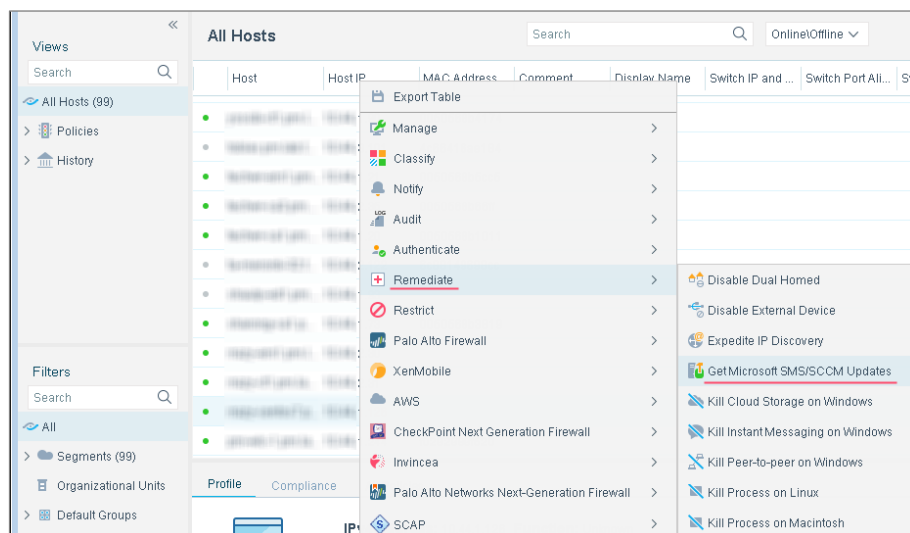 Views
Search
All Hosts (99)
Policies
History
Filters
Search
All
Segments (99)
Organizational Units
Default Groups
All Hosts
Search
Online\Offline
Host
Host IP
MAC Address
Comment
Display Name
Switch IP and ...
Switch Port Ali...
Export Table
Manage
Classify
Notify
LOG
Audit
Authenticate
Remediate
Restrict
Palo Alto Firewall
XenMobile
AWS
CheckPoint Next Generation Firewall
Invincea
Palo Alto Networks Next-Generation Firewall
SCAP
Disable Dual Homed
Disable External Device
Expedite IP Discovery
Get Microsoft SMS/SCCM Updates
Kill Cloud Storage on Windows
Kill Instant Messaging on Windows
Kill Peer-to-peer on Windows
Kill Process on Linux
Kill Process on Macintosh
Profile
Compliance